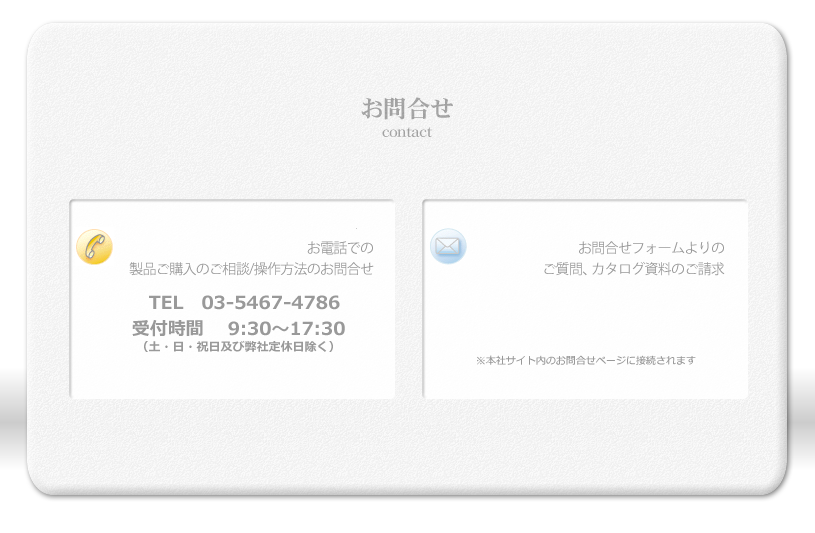 お問合せ
contact
お電話での
製品ご購入のご相談/操作方法のお問合せ
TEL　03-5467-4786
受付時間　9:30～17:30
（土・日・祝日及び弊社定休日除く）
お問合せフォームよりの
ご質問、カタログ資料のご請求
※本社サイト内のお問合せページに接続されます